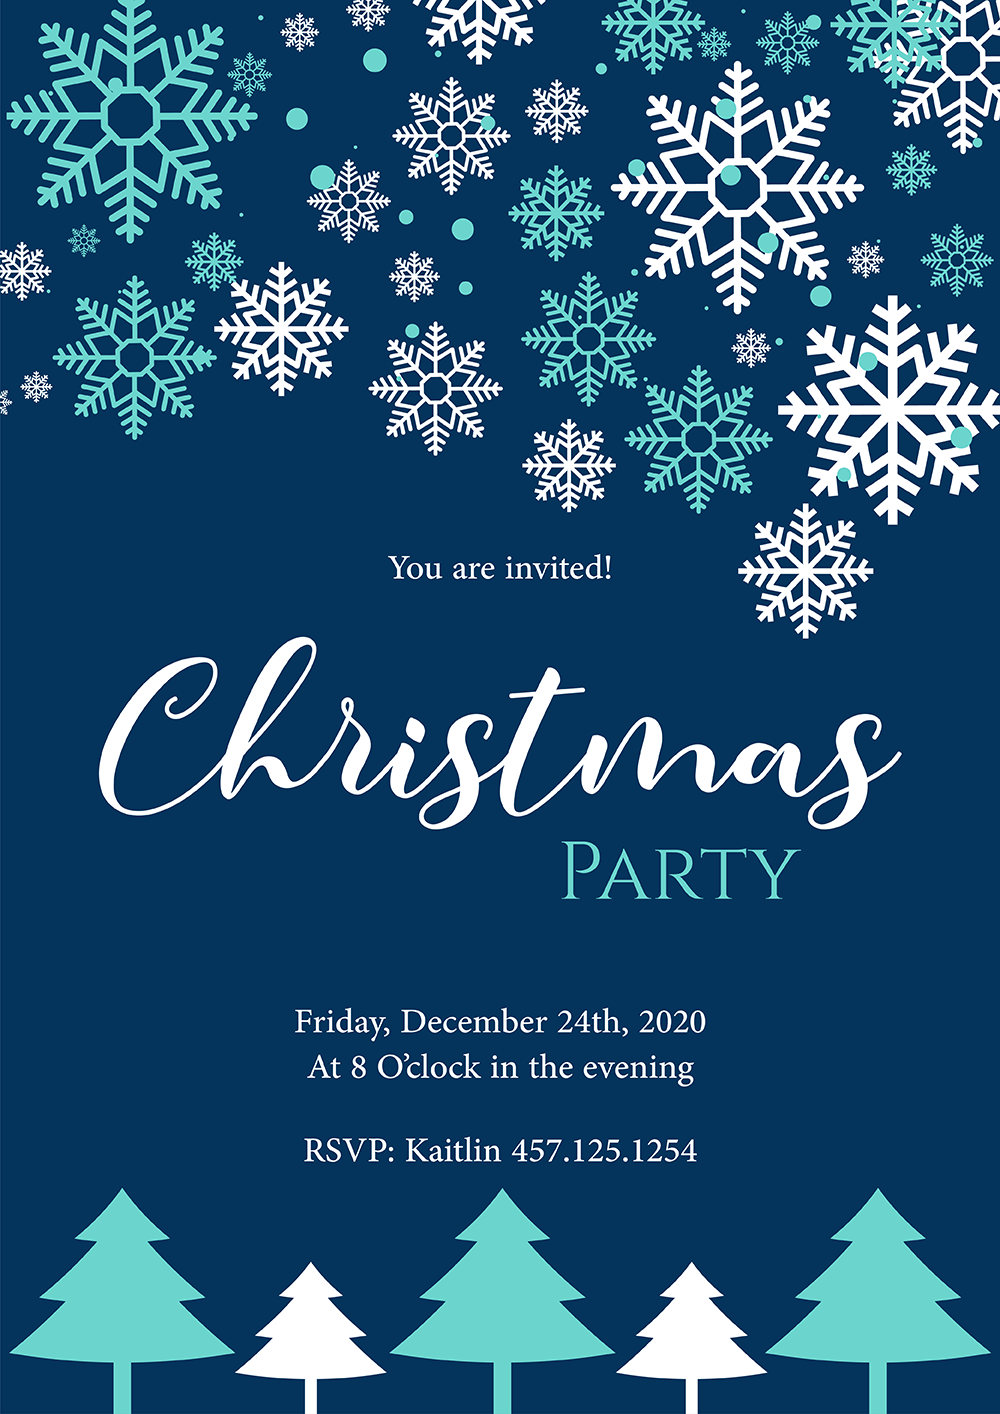 You are invited!
Christmas
Party
Friday, December 24th, 2020
At 8 O’clock in the evening
RSVP: Kaitlin 457.125.1254